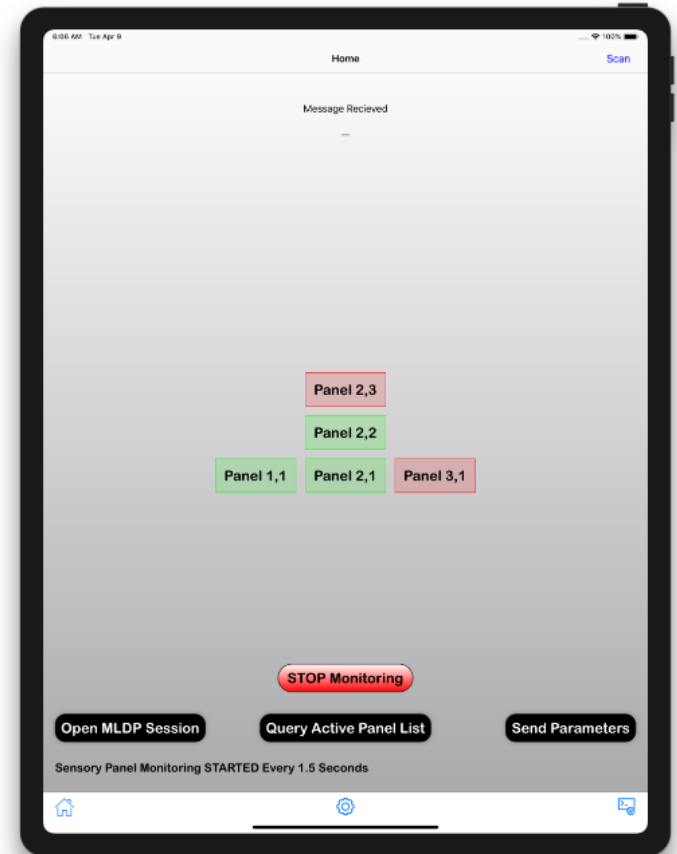 6:06 AM Tue Apr 9 100%
Home Scan
Message Recieved
Panel 2,3
Panel 2,2
Panel 1,1 Panel 2,1 Panel 3,1
STOP Monitoring
Open MLDP Session Query Active Panel List Send Parameters
Sensory Panel Monitoring STARTED Every 1.5 Seconds